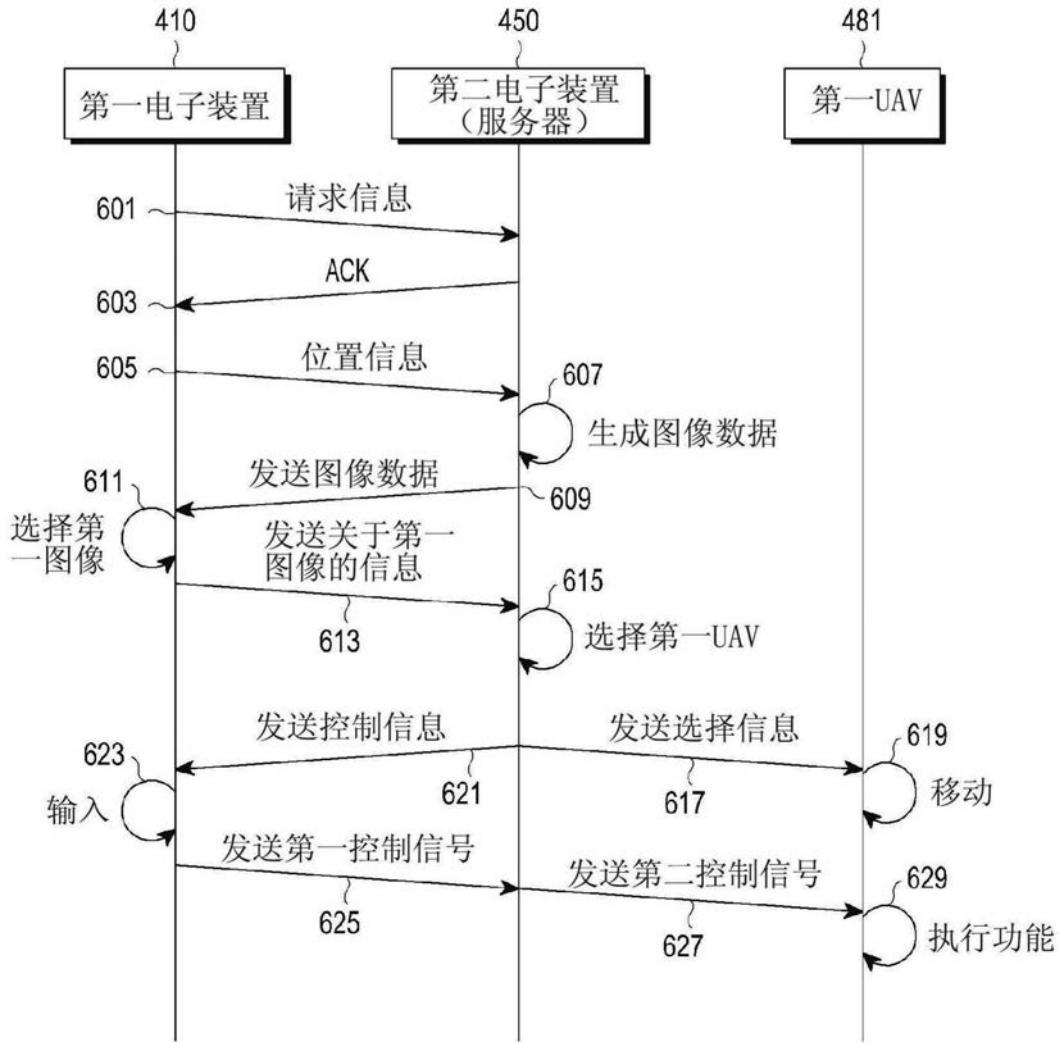 410
450
481
第一电子装置
第二电子装置
（服务器）
第一UAV
601
请求信息
ACK
603
605
位置信息
607
生成图像数据
发送图像数据
609
611
选择第
一图像
发送关于第一
图像的信息
613
615
选择第一UAV
发送控制信息
发送选择信息
623
621
617
619
输入
移动
发送第一控制信号
发送第二控制信号
625
627
629
执行功能